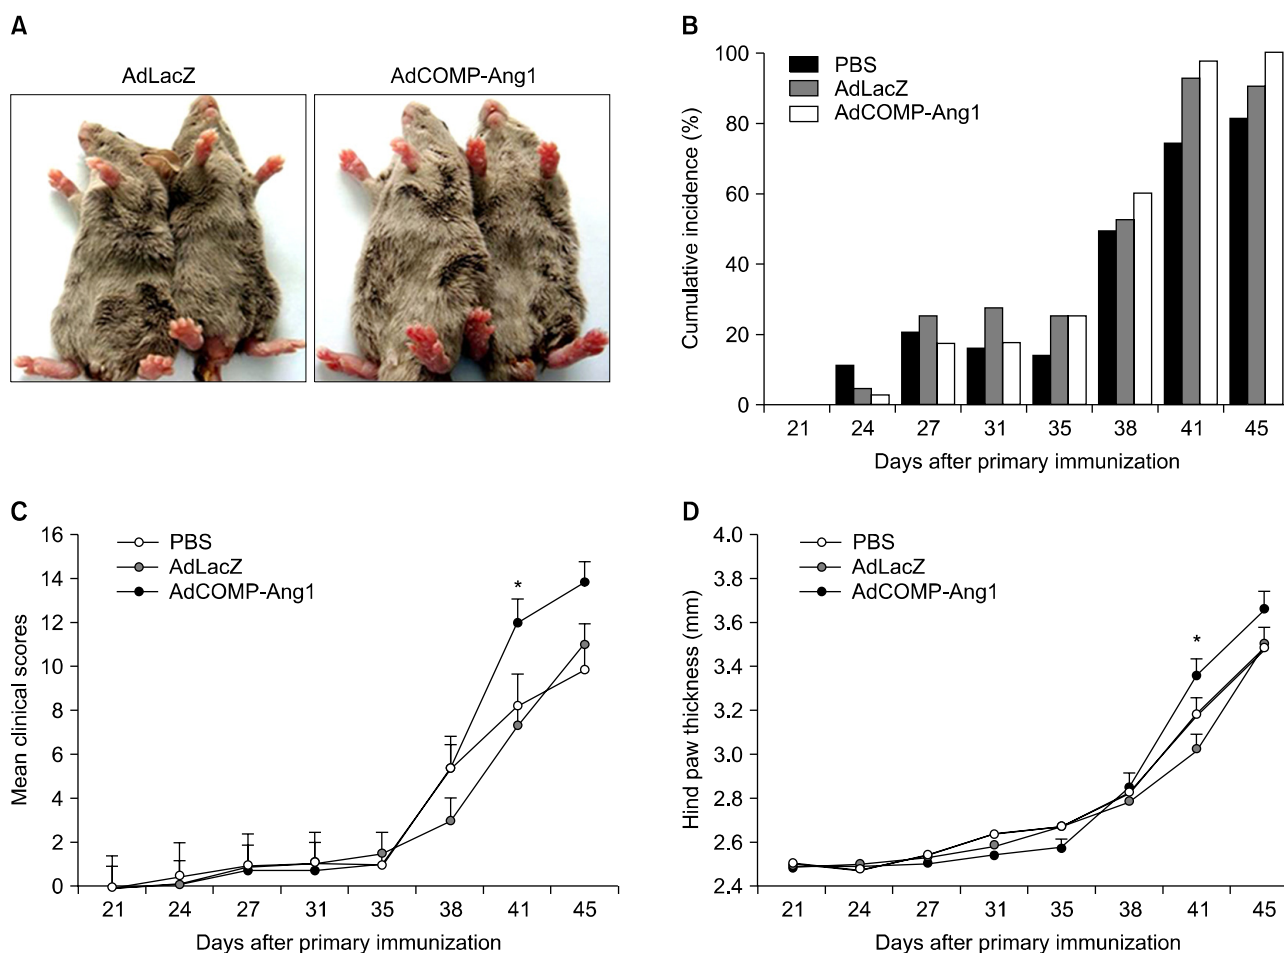 A
AdLacZ
AdCOMP-Ang1
B
PBS
AdLacZ
AdCOMP-Ang1
Cumulative incidence (%)
100
80
60
40
20
0
21 24 27 31 35 38 41 45
Days after primary immunization
C
PBS
AdLacZ
AdCOMP-Ang1
Mean clinical scores
16
14
12
10
8
6
4
2
0
*
21 24 27 31 35 38 41 45
Days after primary immunization
D
PBS
AdLacZ
AdCOMP-Ang1
Hind paw thickness (mm)
4.0
3.8
3.6
3.4
3.2
3.0
2.8
2.6
2.4
*
21 24 27 31 35 38 41 45
Days after primary immunization